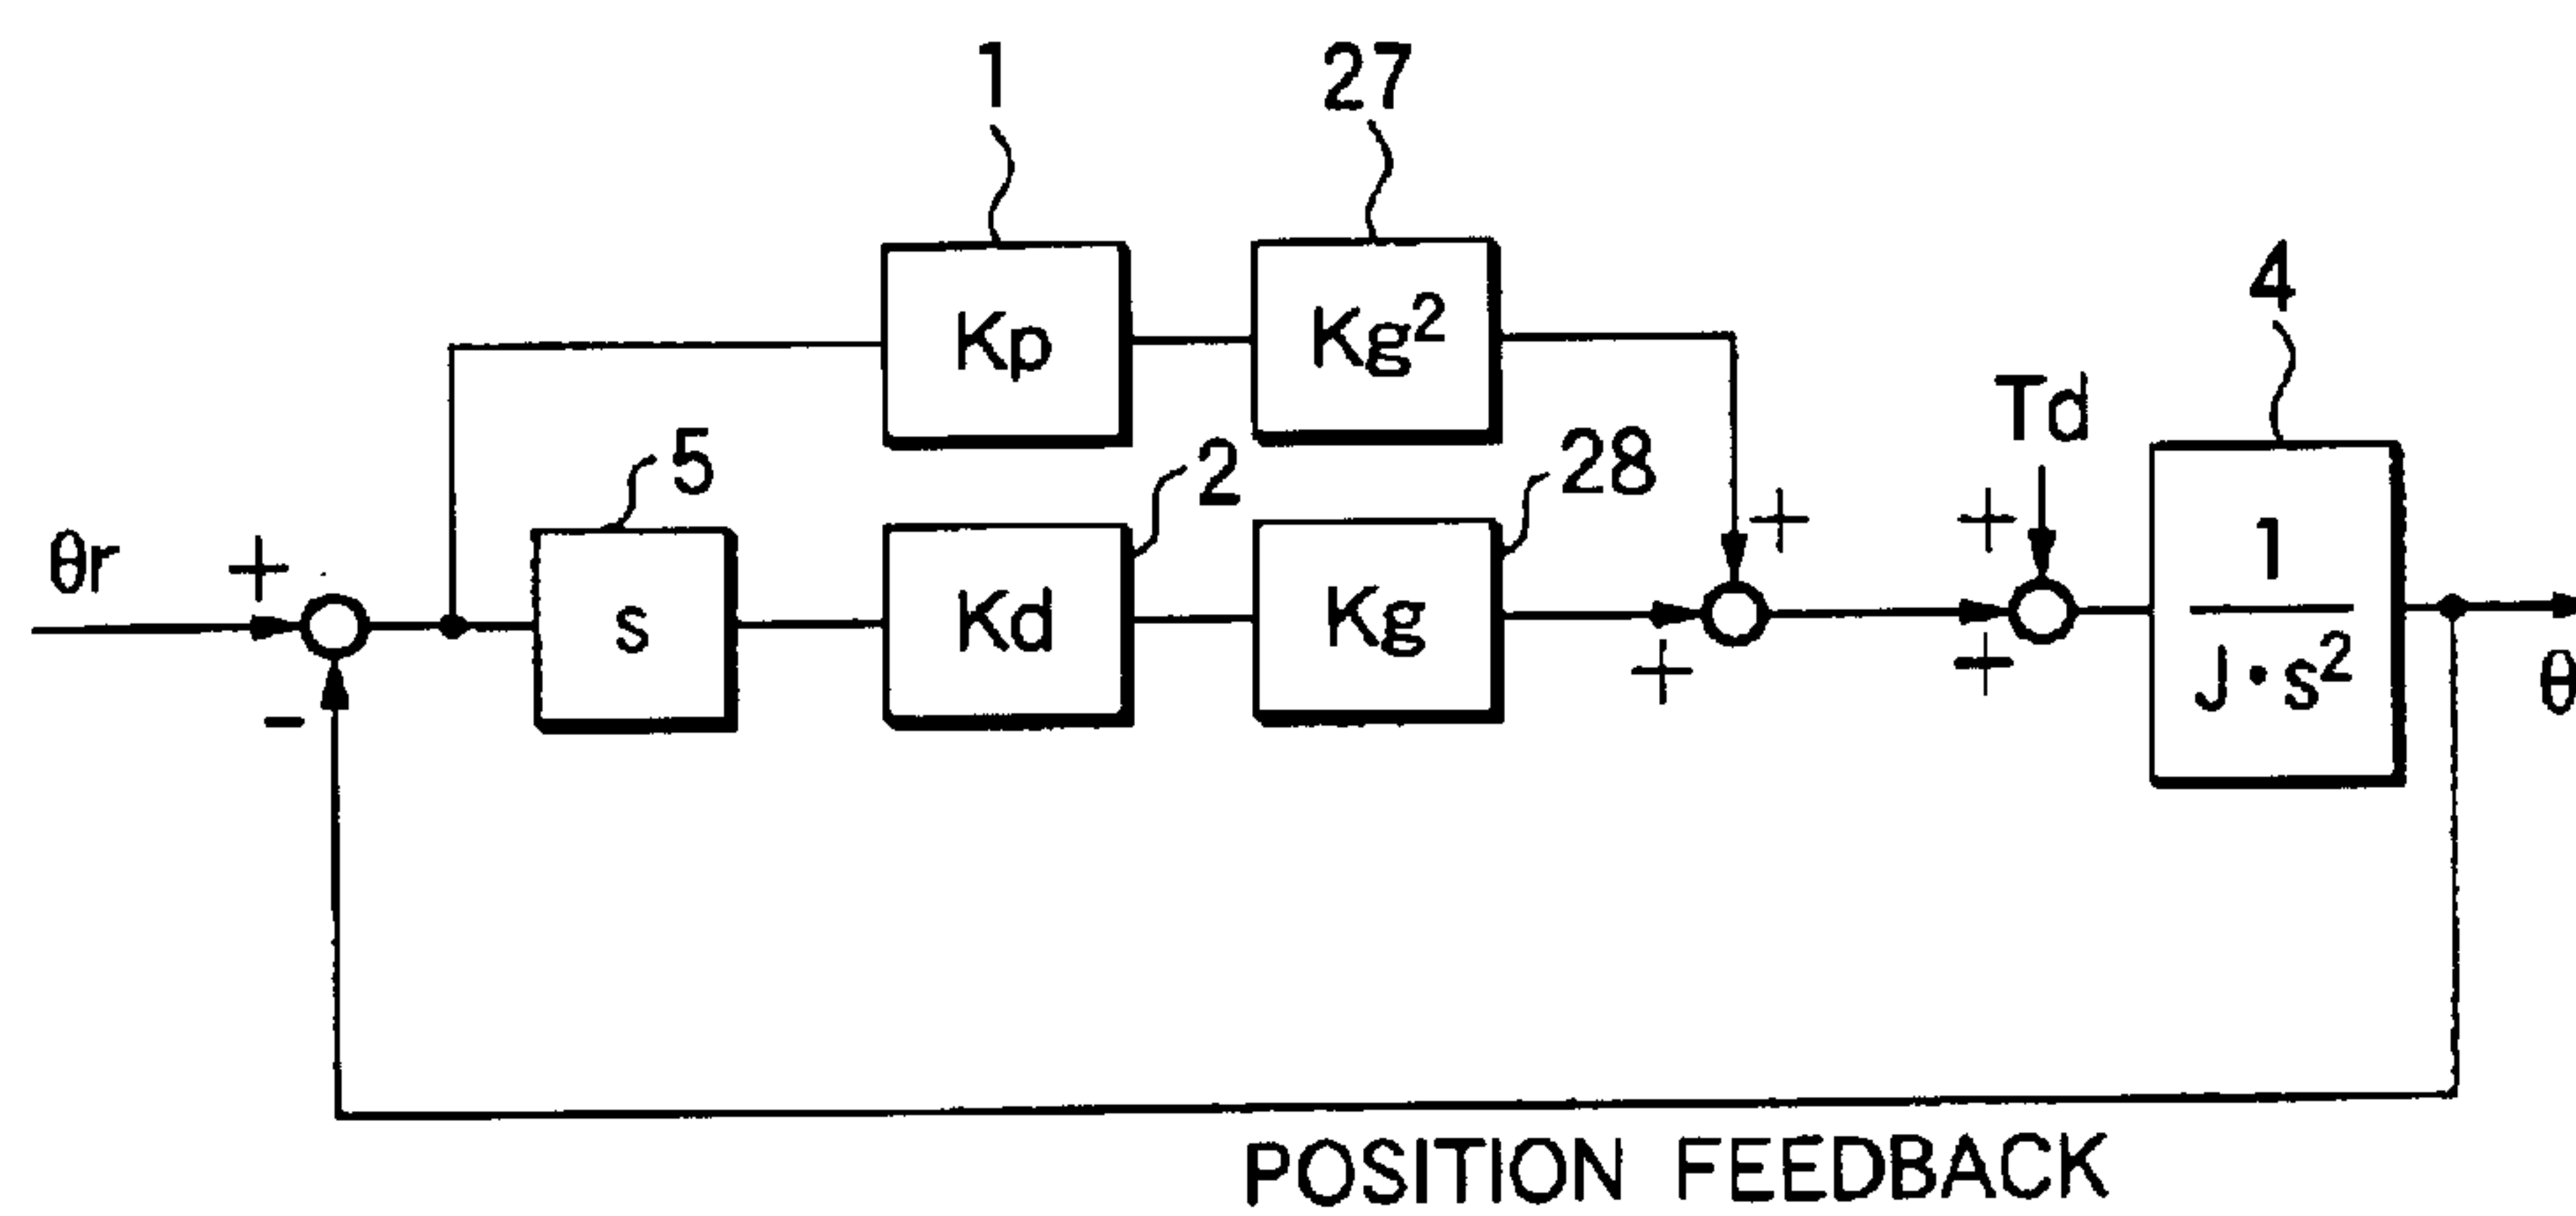 1
27
Kp
Kg²
4
Td
5
2
28
θr
+
-
s
Kd
Kg
+
+
+
+
1
J・s²
θ
POSITION FEEDBACK